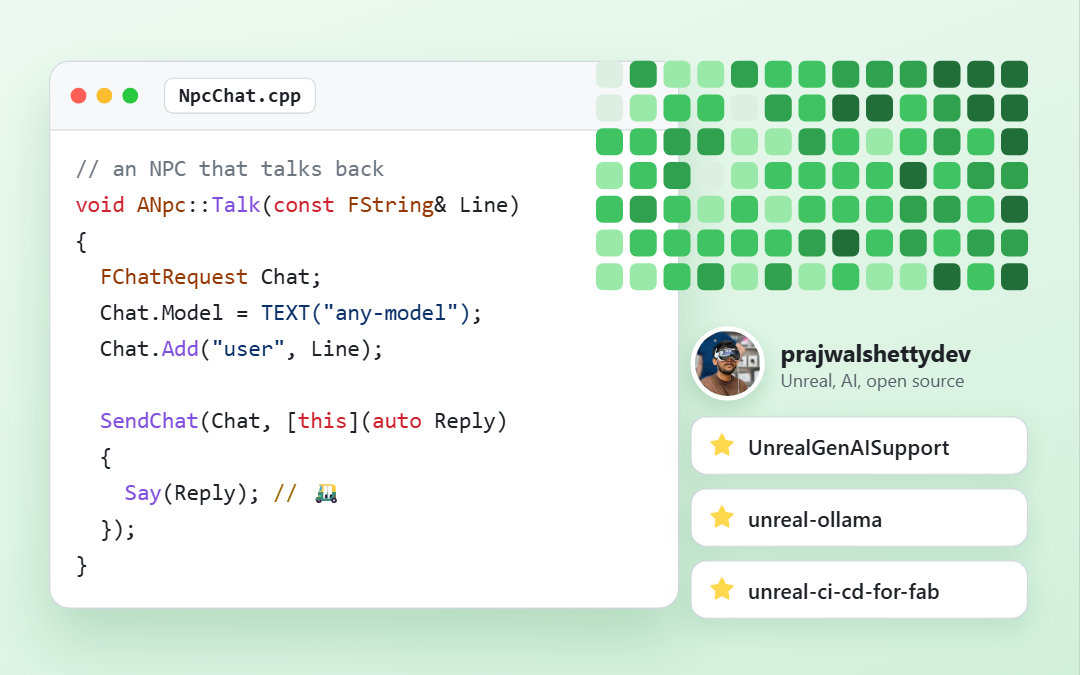 NpcChat.cpp
// an NPC that talks back
void ANpc::Talk(const FString& Line)
{
  FChatRequest Chat;
  Chat.Model = TEXT("any-model");
  Chat.Add("user", Line);

  SendChat(Chat, [this](auto Reply)
  {
    Say(Reply); // 🛺
  });
}
prajwalshettydev
Unreal, AI, open source
UnrealGenAISupport
unreal-ollama
unreal-ci-cd-for-fab